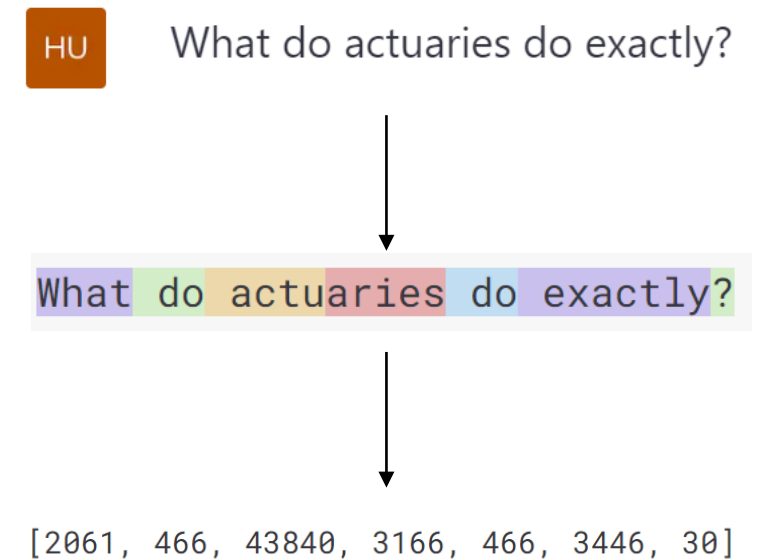 HU What do actuaries do exactly?
What do actuaries do exactly?
[2061, 466, 43840, 3166, 466, 3446, 30]